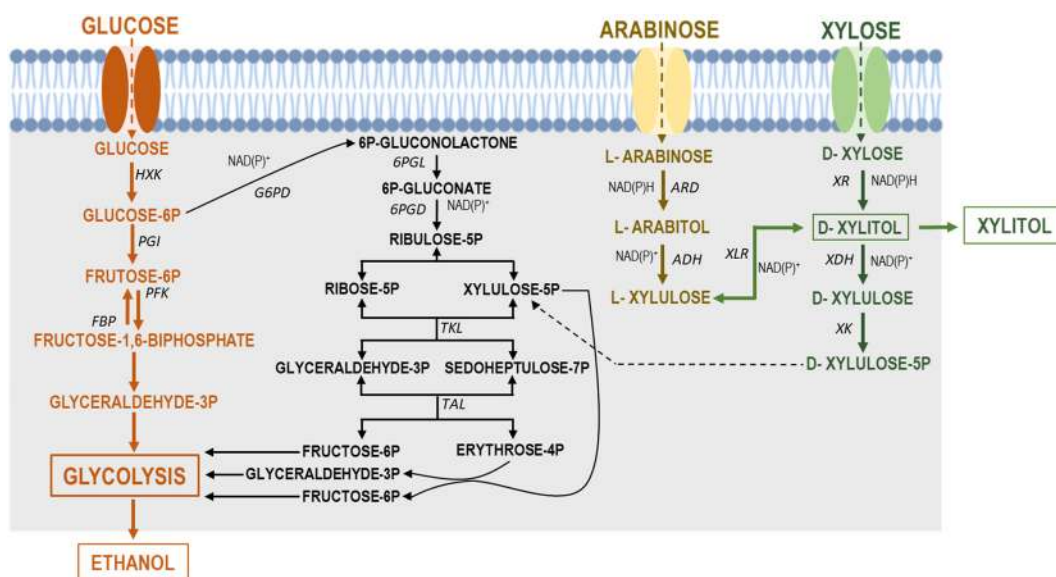 GLUCOSE
ARABINOSE
XYLOSE
GLUCOSE
HXK
GLUCOSE-6P
PGI
FRUTOSE-6P
PFK
FBP
FRUCTOSE-1,6-BIPHOSPHATE
GLYCERALDEHYDE-3P
GLYCOLYSIS
ETHANOL
NAD(P)⁺
G6PD
6P-GLUCONOLACTONE
6PGL
6P-GLUCONATE
6PGD
NAD(P)⁺
RIBULOSE-5P
RIBOSE-5P
XYLULOSE-5P
TKL
GLYCERALDEHYDE-3P
SEDOHEPTULOSE-7P
TAL
FRUCTOSE-6P
ERYTHROSE-4P
GLYCERALDEHYDE-3P
FRUCTOSE-6P
L- ARABINOSE
NAD(P)H
ARD
L- ARABITOL
NAD(P)⁺
ADH
L- XYLULOSE
XLR
NAD(P)⁺
D- XYLOSE
XR
NAD(P)H
D- XYLITOL
XYLITOL
XDH
NAD(P)⁺
D- XYLULOSE
XK
D- XYLULOSE-5P